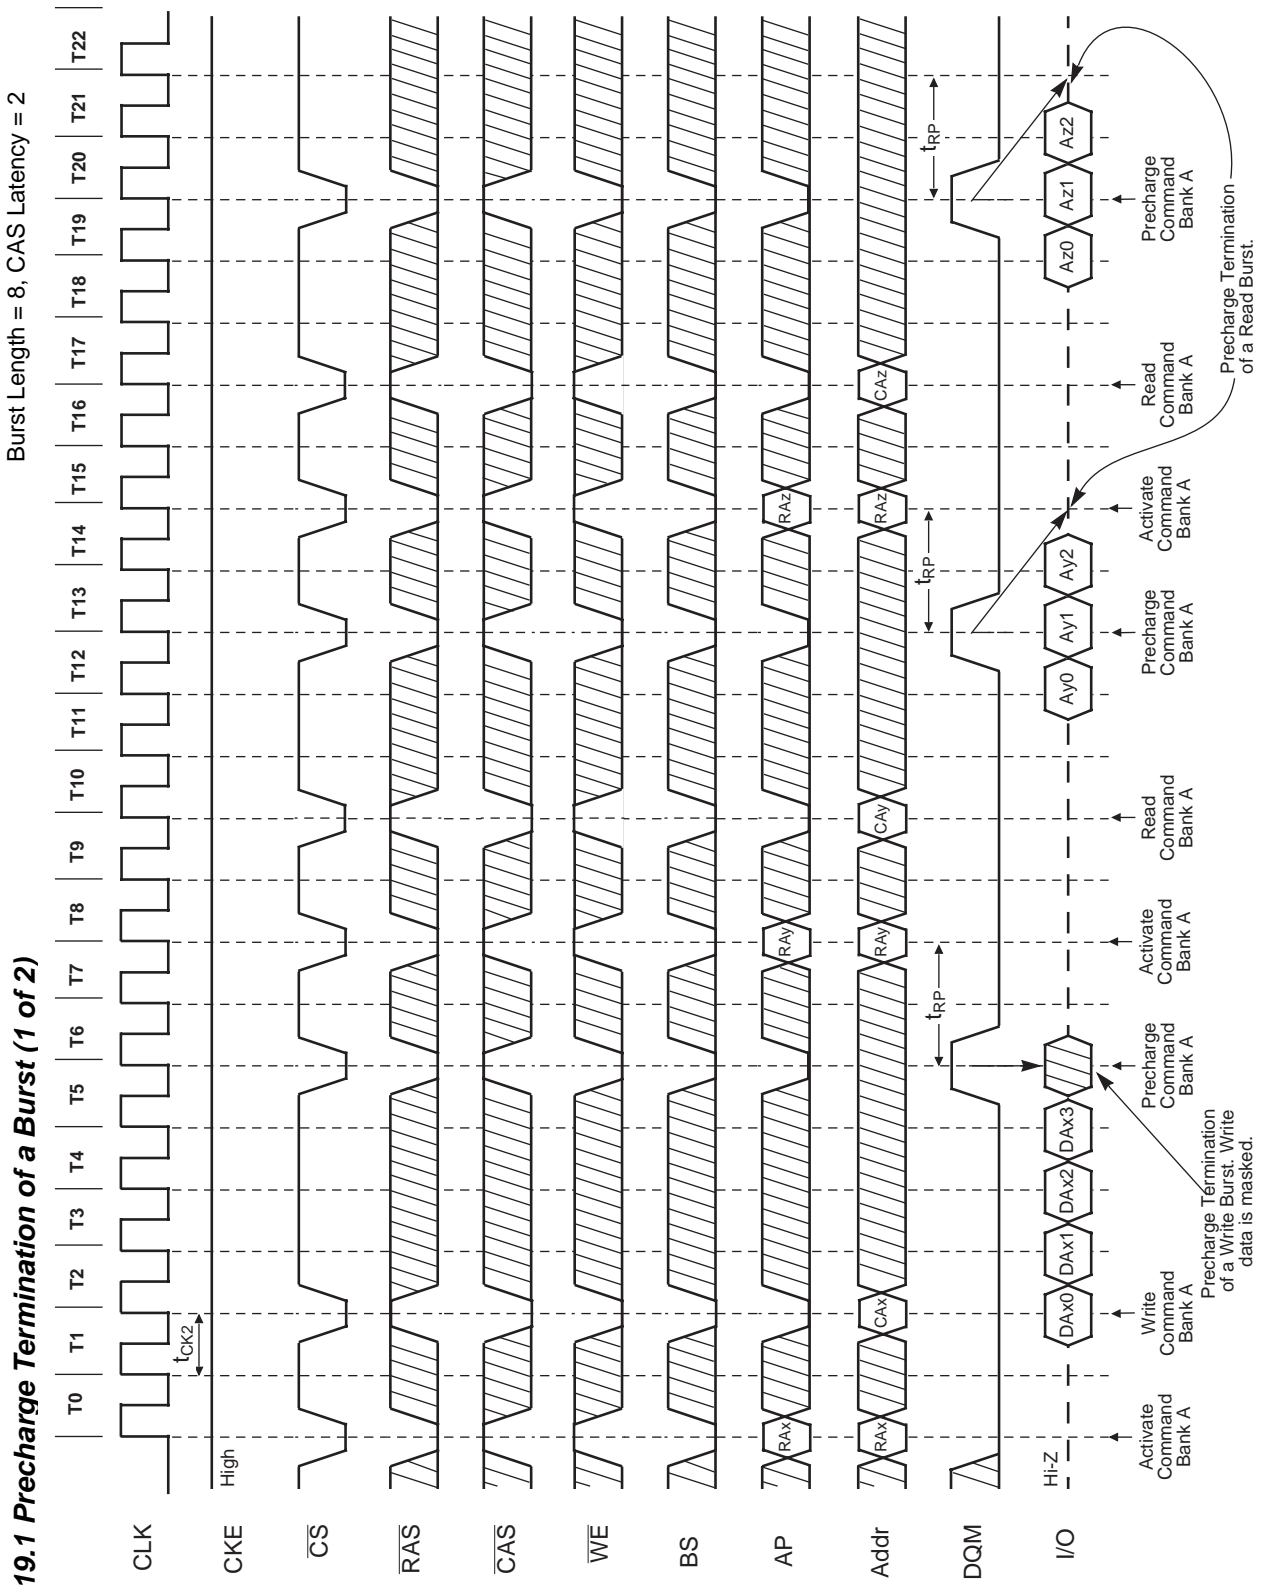 19.1 Precharge Termination of a Burst (1 of 2)
Burst Length = 8, CAS Latency = 2
T0 T1 T2 T3 T4 T5 T6 T7 T8 T9 T10 T11 T12 T13 T14 T15 T16 T17 T18 T19 T20 T21 T22
CLK
tCK2
CKE
High
CS
RAS
CAS
WE
BS
AP
RAx RAy RAz
Addr
RAx CAx RAy CAy RAz CAz
DQM
tRP tRP tRP
I/O
Hi-Z
DAx0 DAx1 DAx2 DAx3 Ay0 Ay1 Ay2 Az0 Az1 Az2
Activate
Command
Bank A
Write
Command
Bank A
Precharge
Command
Bank A
Activate
Command
Bank A
Read
Command
Bank A
Precharge
Command
Bank A
Activate
Command
Bank A
Read
Command
Bank A
Precharge
Command
Bank A
Precharge Termination
of a Write Burst. Write
data is masked.
Precharge Termination
of a Read Burst.